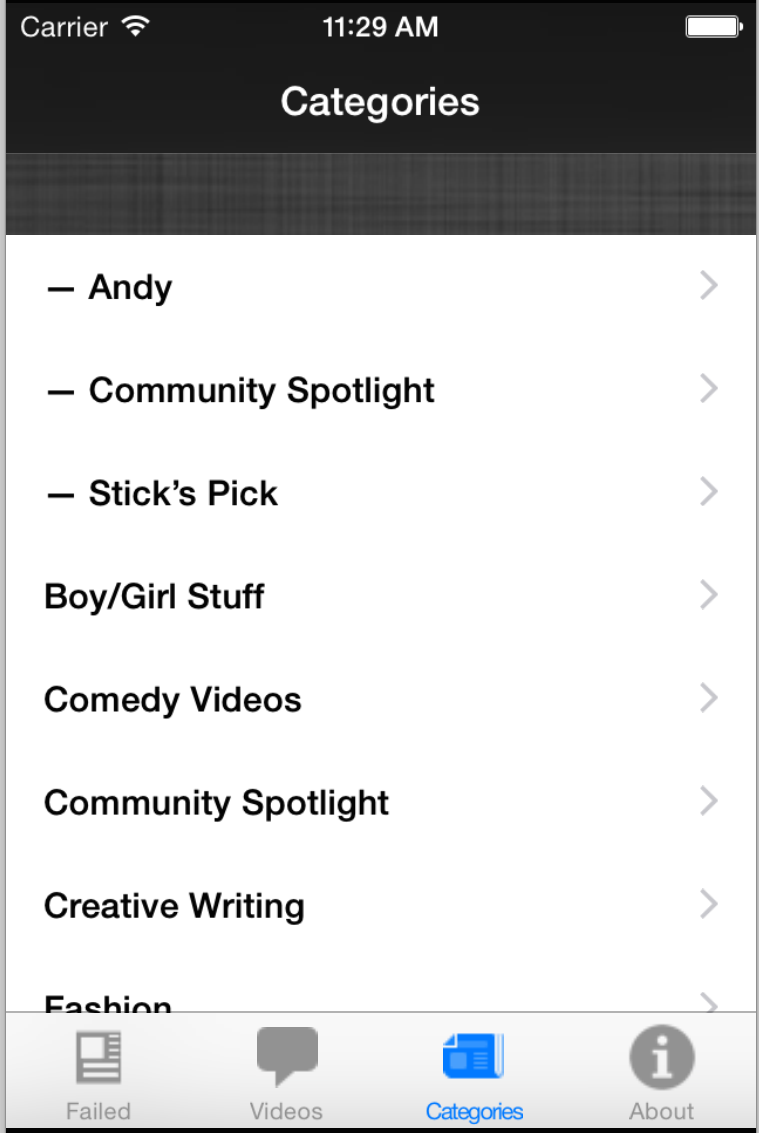 Carrier 11:29 AM
Categories
— Andy
— Community Spotlight
— Stick’s Pick
Boy/Girl Stuff
Comedy Videos
Community Spotlight
Creative Writing
Fashion
Failed Videos Categories About